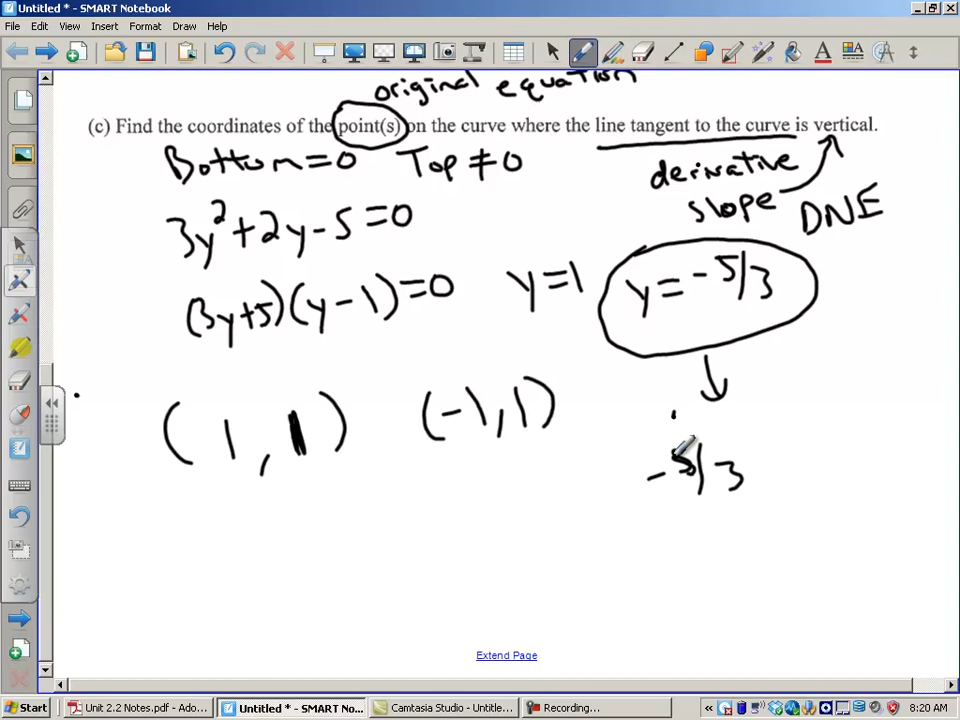 Untitled * - SMART Notebook
File Edit View Insert Format Draw Help
original equation
(c) Find the coordinates of the point(s) on the curve where the line tangent to the curve is vertical.
Bottom = 0 Top ≠ 0
derivative
slope DNE
3y² + 2y - 5 = 0
(3y+5)(y-1) = 0 y = 1 y = -5/3
(1, 1) (-1, 1)
-5/3
Extend Page
Start Unit 2.2 Notes.pdf - Ado... Untitled * - SMART No... Camtasia Studio - Untitle... Recording... 8:20 AM